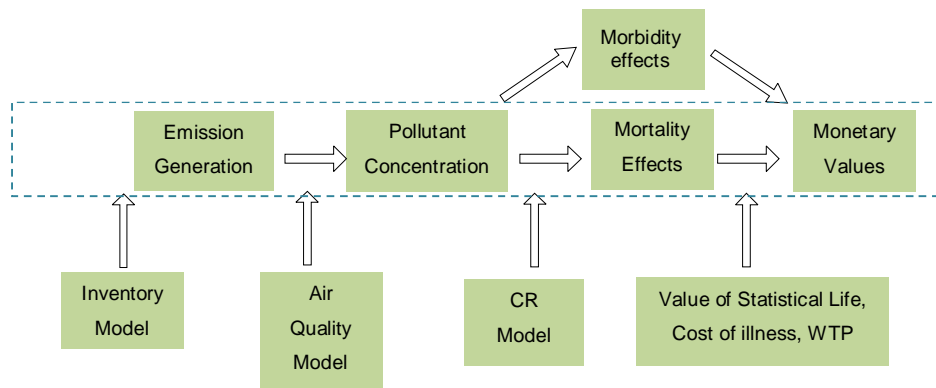 Morbidity
effects
Emission
Generation
Pollutant
Concentration
Mortality
Effects
Monetary
Values
Inventory
Model
Air
Quality
Model
CR
Model
Value of Statistical Life,
Cost of illness, WTP